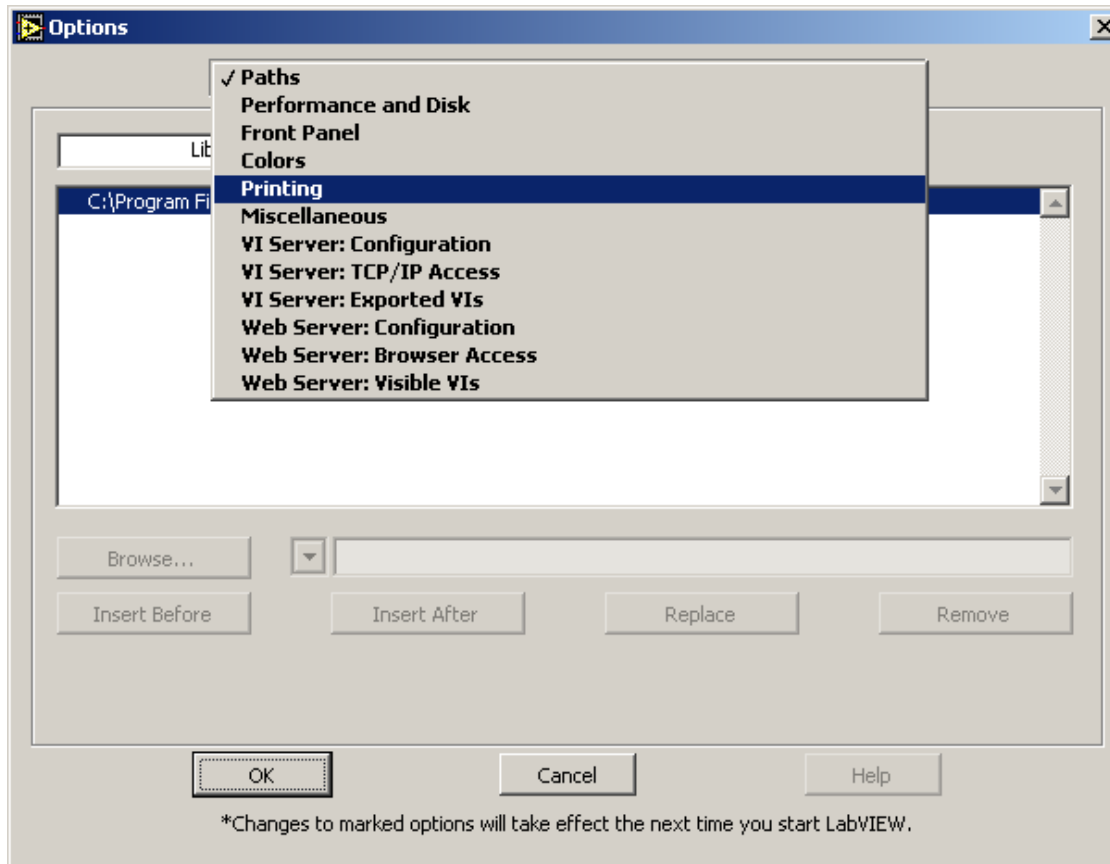 Options
✓ Paths
Performance and Disk
Front Panel
Colors
Printing
Miscellaneous
VI Server: Configuration
VI Server: TCP/IP Access
VI Server: Exported VIs
Web Server: Configuration
Web Server: Browser Access
Web Server: Visible VIs
C:\Program
Browse...
Insert Before Insert After Replace Remove
OK Cancel Help
*Changes to marked options will take effect the next time you start LabVIEW.